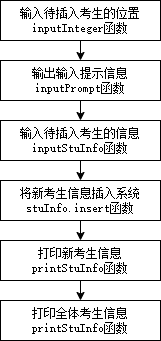 输入待插入考生的位置
inputInteger函数
输出输入提示信息
inputPrompt函数
输入待插入考生的信息
inputStuInfo函数
将新考生信息插入系统
stuInfo.insert函数
打印新考生信息
printStuInfo函数
打印全体考生信息
printStuInfo函数